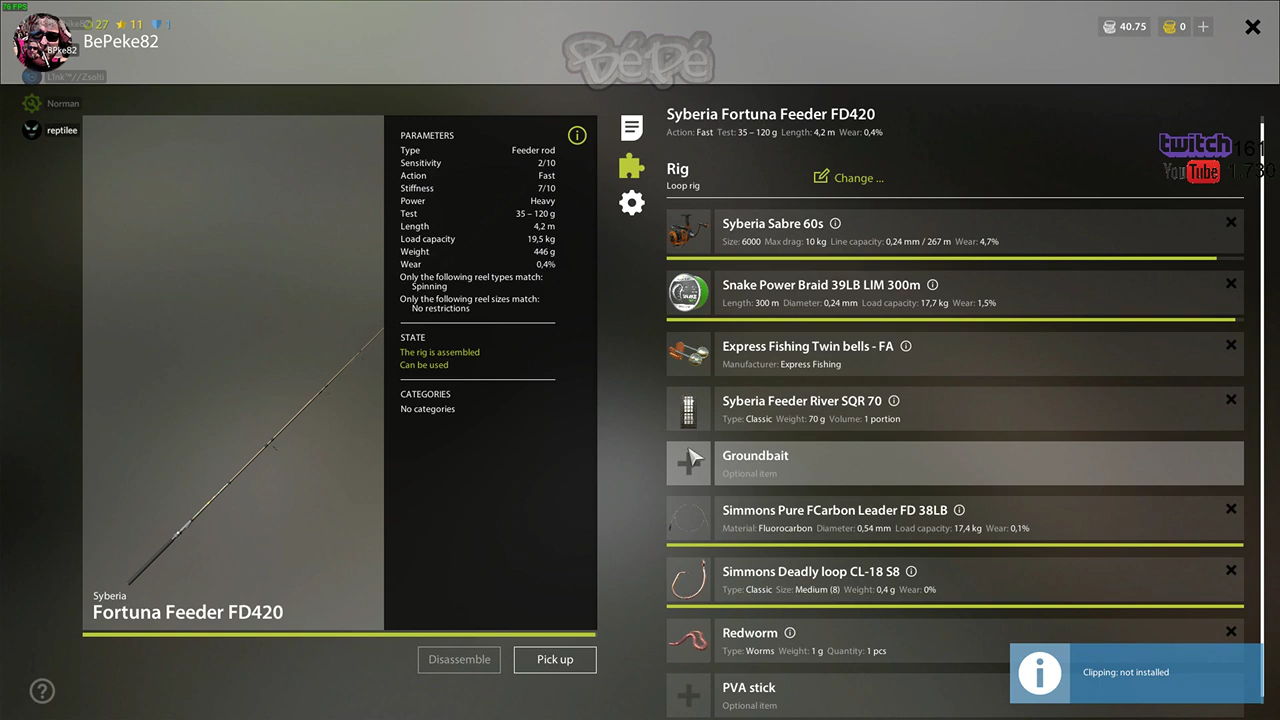 76 FPS
27 11 1
BPke82
BePeke82
L1nk™//Zsolti
Norman
reptilee
BéPé
40.75
0
twitch 161
YouTube 1.730
PARAMETERS
Type Feeder rod
Sensitivity 2/10
Action Fast
Stiffness 7/10
Power Heavy
Test 35 – 120 g
Length 4,2 m
Load capacity 19,5 kg
Weight 446 g
Wear 0,4%
Only the following reel types match:
Spinning
Only the following reel sizes match:
No restrictions
STATE
The rig is assembled
Can be used
CATEGORIES
No categories
Syberia
Fortuna Feeder FD420
Disassemble
Pick up
Syberia Fortuna Feeder FD420
Action: Fast Test: 35 – 120 g Length: 4,2 m Wear: 0,4%
Rig
Loop rig
Change ...
Syberia Sabre 60s
Size: 6000 Max drag: 10 kg Line capacity: 0,24 mm / 267 m Wear: 4,7%
Snake Power Braid 39LB LIM 300m
Length: 300 m Diameter: 0,24 mm Load capacity: 17,7 kg Wear: 1,5%
Express Fishing Twin bells - FA
Manufacturer: Express Fishing
Syberia Feeder River SQR 70
Type: Classic Weight: 70 g Volume: 1 portion
Groundbait
Optional item
Simmons Pure FCarbon Leader FD 38LB
Material: Fluorocarbon Diameter: 0,54 mm Load capacity: 17,4 kg Wear: 0,1%
Simmons Deadly loop CL-18 S8
Type: Classic Size: Medium (8) Weight: 0,4 g Wear: 0%
Redworm
Type: Worms Weight: 1 g Quantity: 1 pcs
PVA stick
Optional item
Clipping: not installed